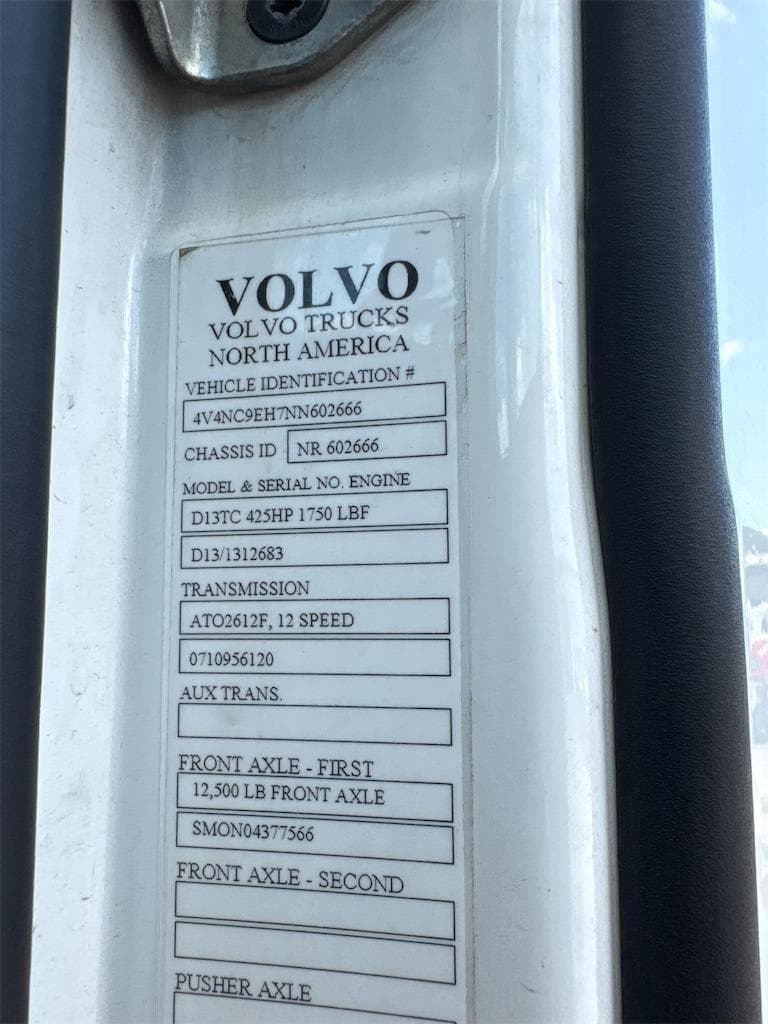 VOLVO
VOLVO TRUCKS
NORTH AMERICA
VEHICLE IDENTIFICATION #
4V4NC9EH7NN602666
CHASSIS ID NR 602666
MODEL & SERIAL NO. ENGINE
D13TC 425HP 1750 LBF
D13/1312683
TRANSMISSION
ATO2612F, 12 SPEED
0710956120
AUX TRANS.
FRONT AXLE - FIRST
12,500 LB FRONT AXLE
SMON04377566
FRONT AXLE - SECOND
PUSHER AXLE